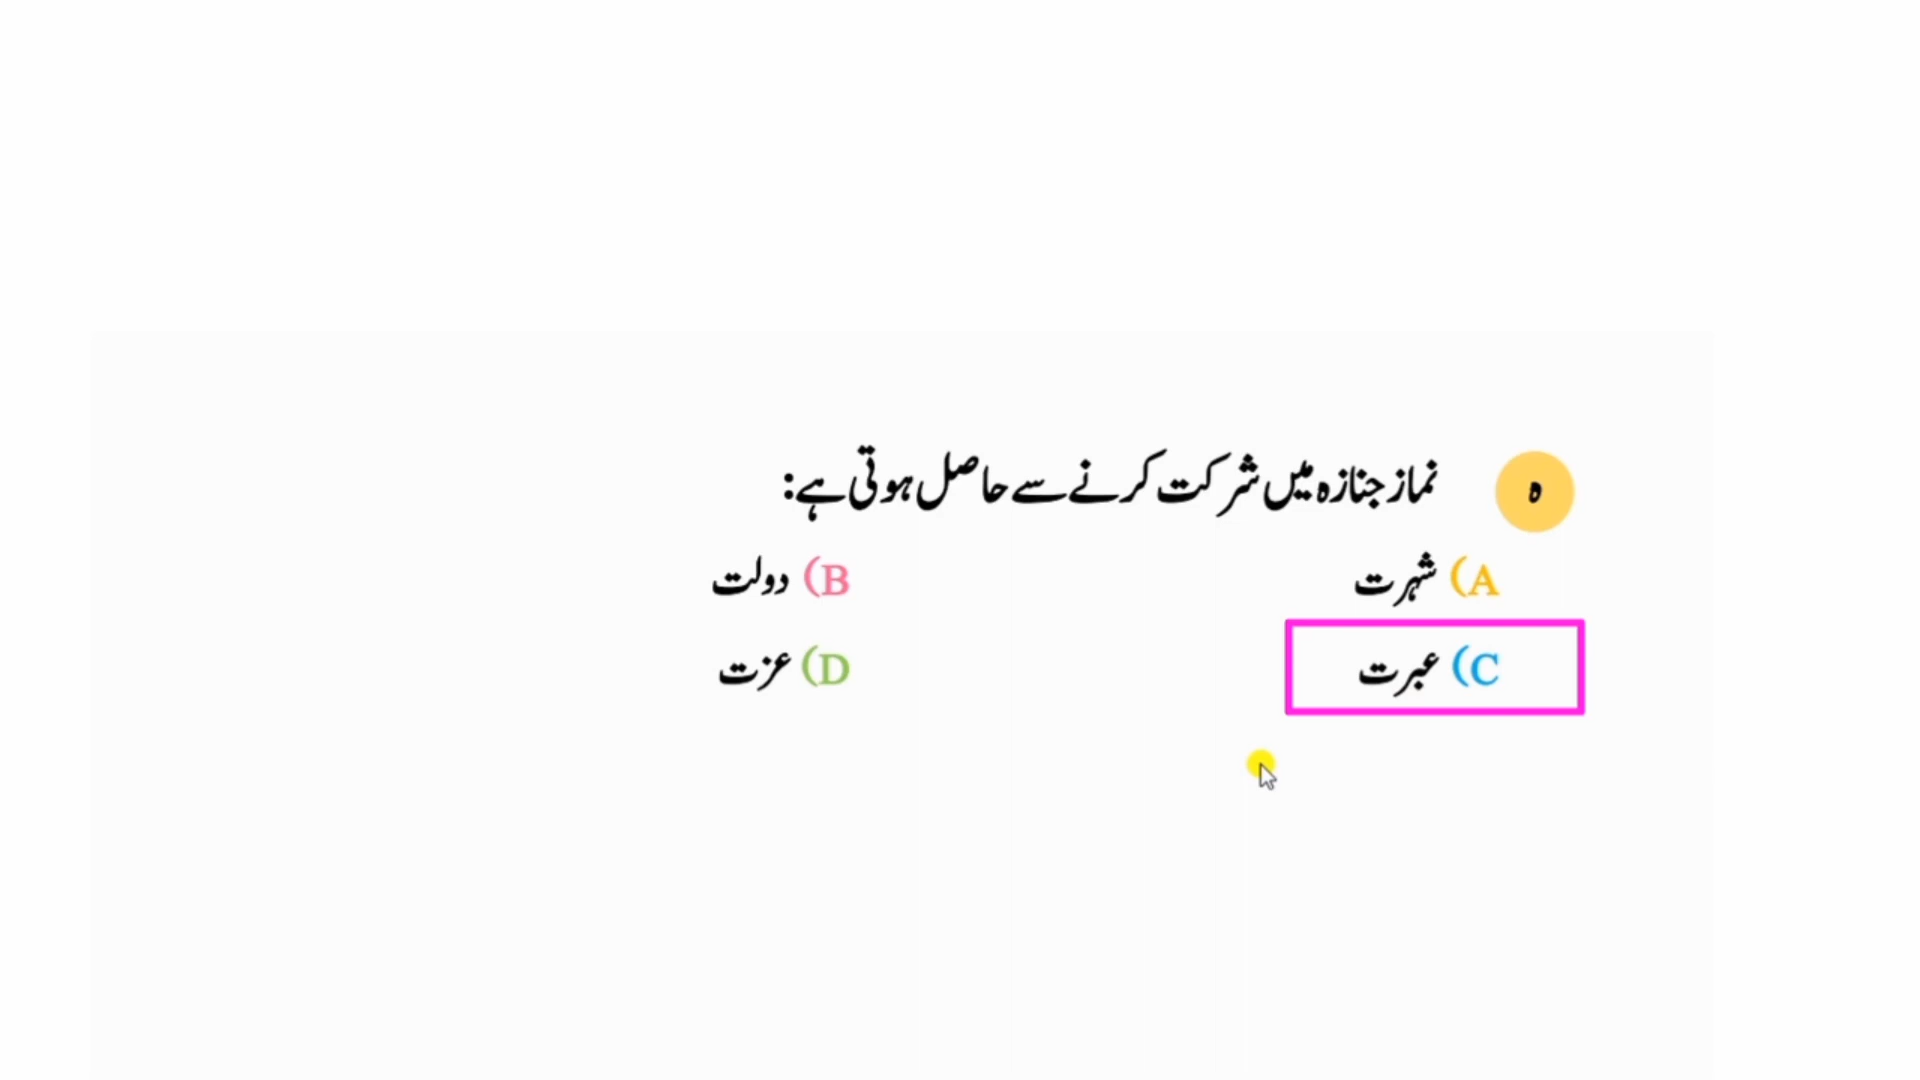 ہ نماز جنازہ میں شرکت کرنے سے حاصل ہوتی ہے:
A) شہرت B) دولت
C) عبرت D) عزت